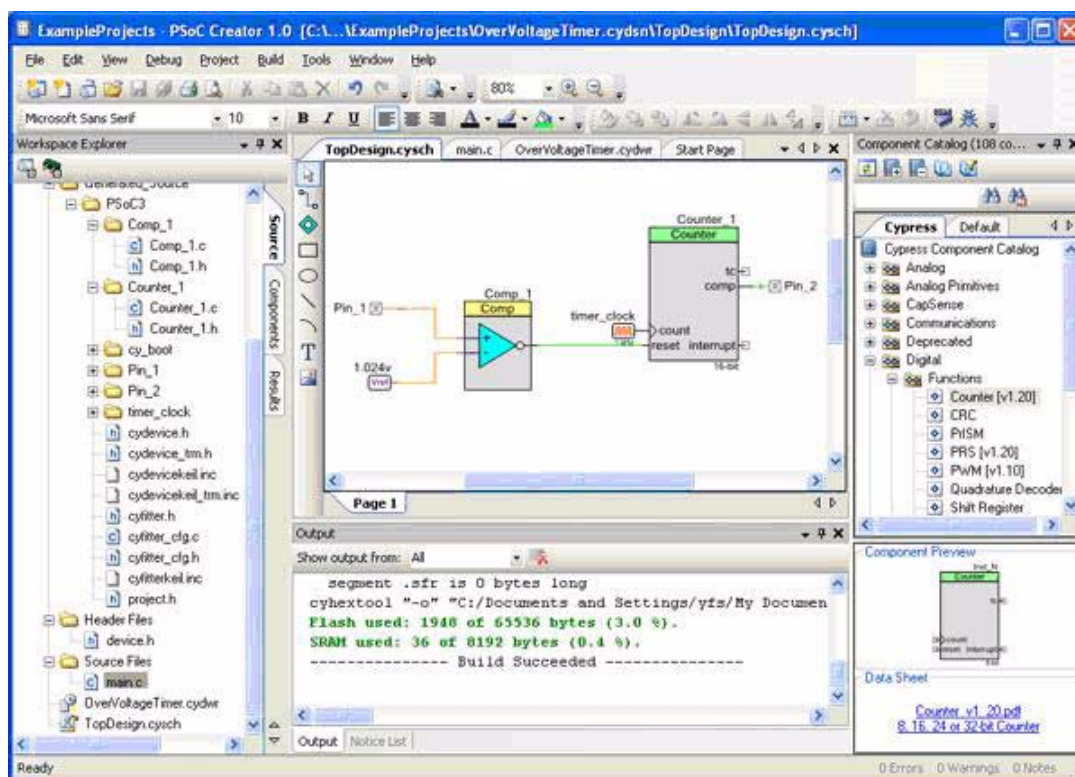 ExampleProjects - PSoC Creator 1.0 [C:\...\ExampleProjects\OverVoltageTimer.cydsn\TopDesign\TopDesign.cysch]
File Edit View Debug Project Build Tools Window Help
80%
Microsoft Sans Serif 10 B I U A
Workspace Explorer
Generated_Source
PSoC3
Comp_1
Comp_1.c
Comp_1.h
Counter_1
Counter_1.c
Counter_1.h
cy_boot
Pin_1
Pin_2
timer_clock
cydevice.h
cydevice_trm.h
cydevicekeil.inc
cydevicekeil_trm.inc
cyfitter.h
cyfitter_cfg.c
cyfitter_cfg.h
cyfitterkeil.inc
project.h
Header Files
device.h
Source Files
main.c
OverVoltageTimer.cydwr
TopDesign.cysch
Source
Components
Results
TopDesign.cysch main.c OverVoltageTimer.cydwr Start Page
T
Counter_1
Counter
tc
comp
Pin_2
Comp_1
Comp
Pin_1
timer_clock
count
reset interrupt
16-bit
1.024v
Vref
Page 1
Output
Show output from: All
segment .sfr is 0 bytes long
cyhextool "-o" "C:/Documents and Settings/yfs/My Documen
Flash used: 1948 of 65536 bytes (3.0 %).
SRAM used: 36 of 8192 bytes (0.4 %).
--------------- Build Succeeded ---------------
Output Notice List
Component Catalog (108 co...
Cypress Default
Cypress Component Catalog
Analog
Analog Primitives
CapSense
Communications
Deprecated
Digital
Functions
Counter [v1.20]
CRC
PrISM
PRS [v1.20]
PWM [v1.10]
Quadrature Decoder
Shift Register
Component Preview
Inst_N
Counter
Data Sheet
Counter_v1_20.pdf
8, 16, 24 or 32-bit Counter
Ready
0 Errors 0 Warnings 0 Notes